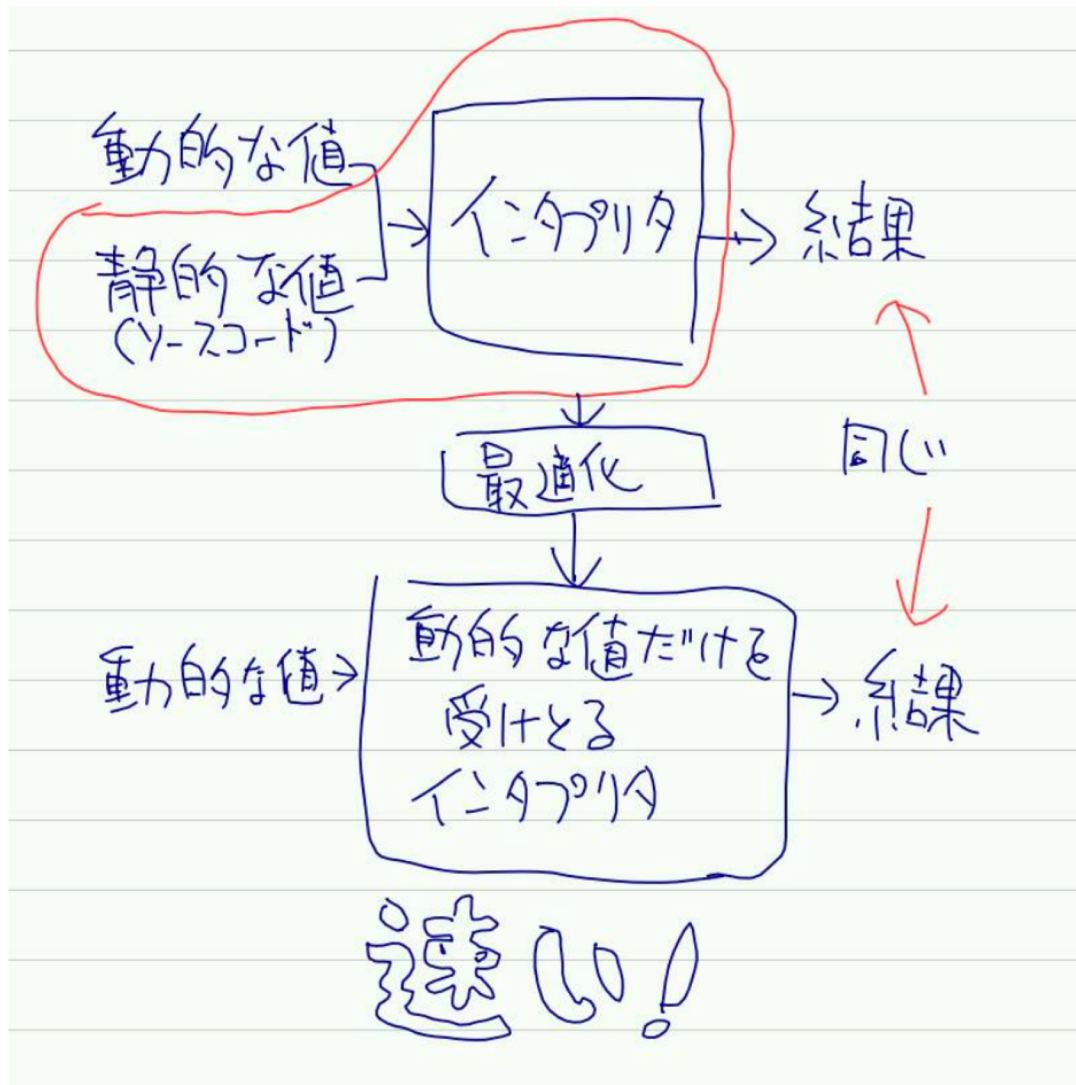 動的な値
静的な値
(ソースコード)
インタプリタ
結果
最適化
同じ
動的な値
動的な値だけを
受けとる
インタプリタ
結果
速い!